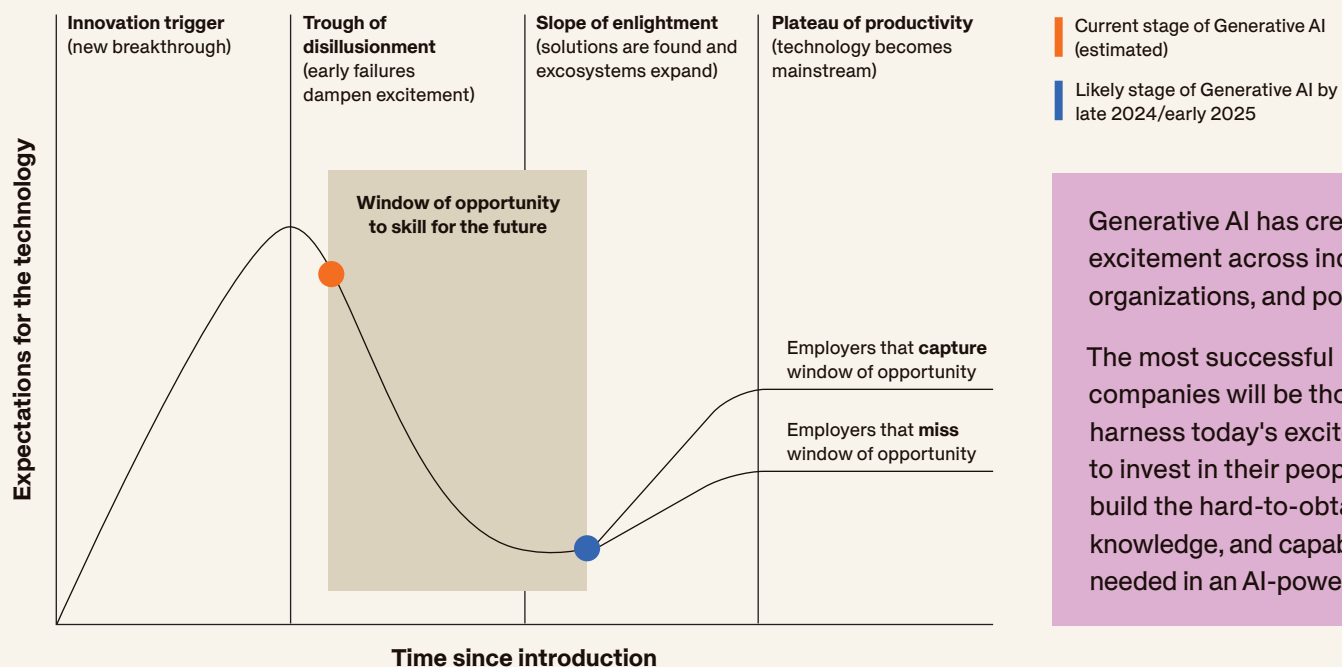 Innovation trigger
(new breakthrough)
Trough of
disillusionment
(early failures
dampen excitement)
Slope of enlightment
(solutions are found and
excosystems expand)
Plateau of productivity
(technology becomes
mainstream)
Current stage of Generative AI
(estimated)
Likely stage of Generative AI by
late 2024/early 2025
Expectations for the technology
Window of opportunity
to skill for the future
Employers that capture
window of opportunity
Employers that miss
window of opportunity
Time since introduction
Generative AI has cre
excitement across in
organizations, and po
The most successful
companies will be tho
harness today's excit
to invest in their peop
build the hard-to-obt
knowledge, and capab
needed in an AI-powe